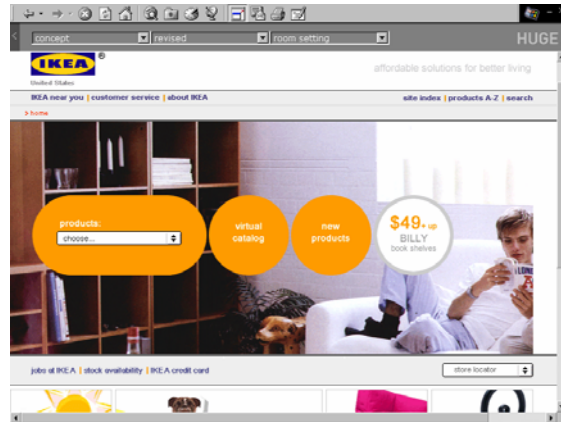 concept revised room setting HUGE
IKEA ®
affordable solutions for better living
United States
IKEA near you | customer service | about IKEA site index | products A-Z | search
> home
products:
choose...
virtual
catalog
new
products
$49. up
BILLY
book shelves
jobs at IKEA | stock availability | IKEA credit card store locator